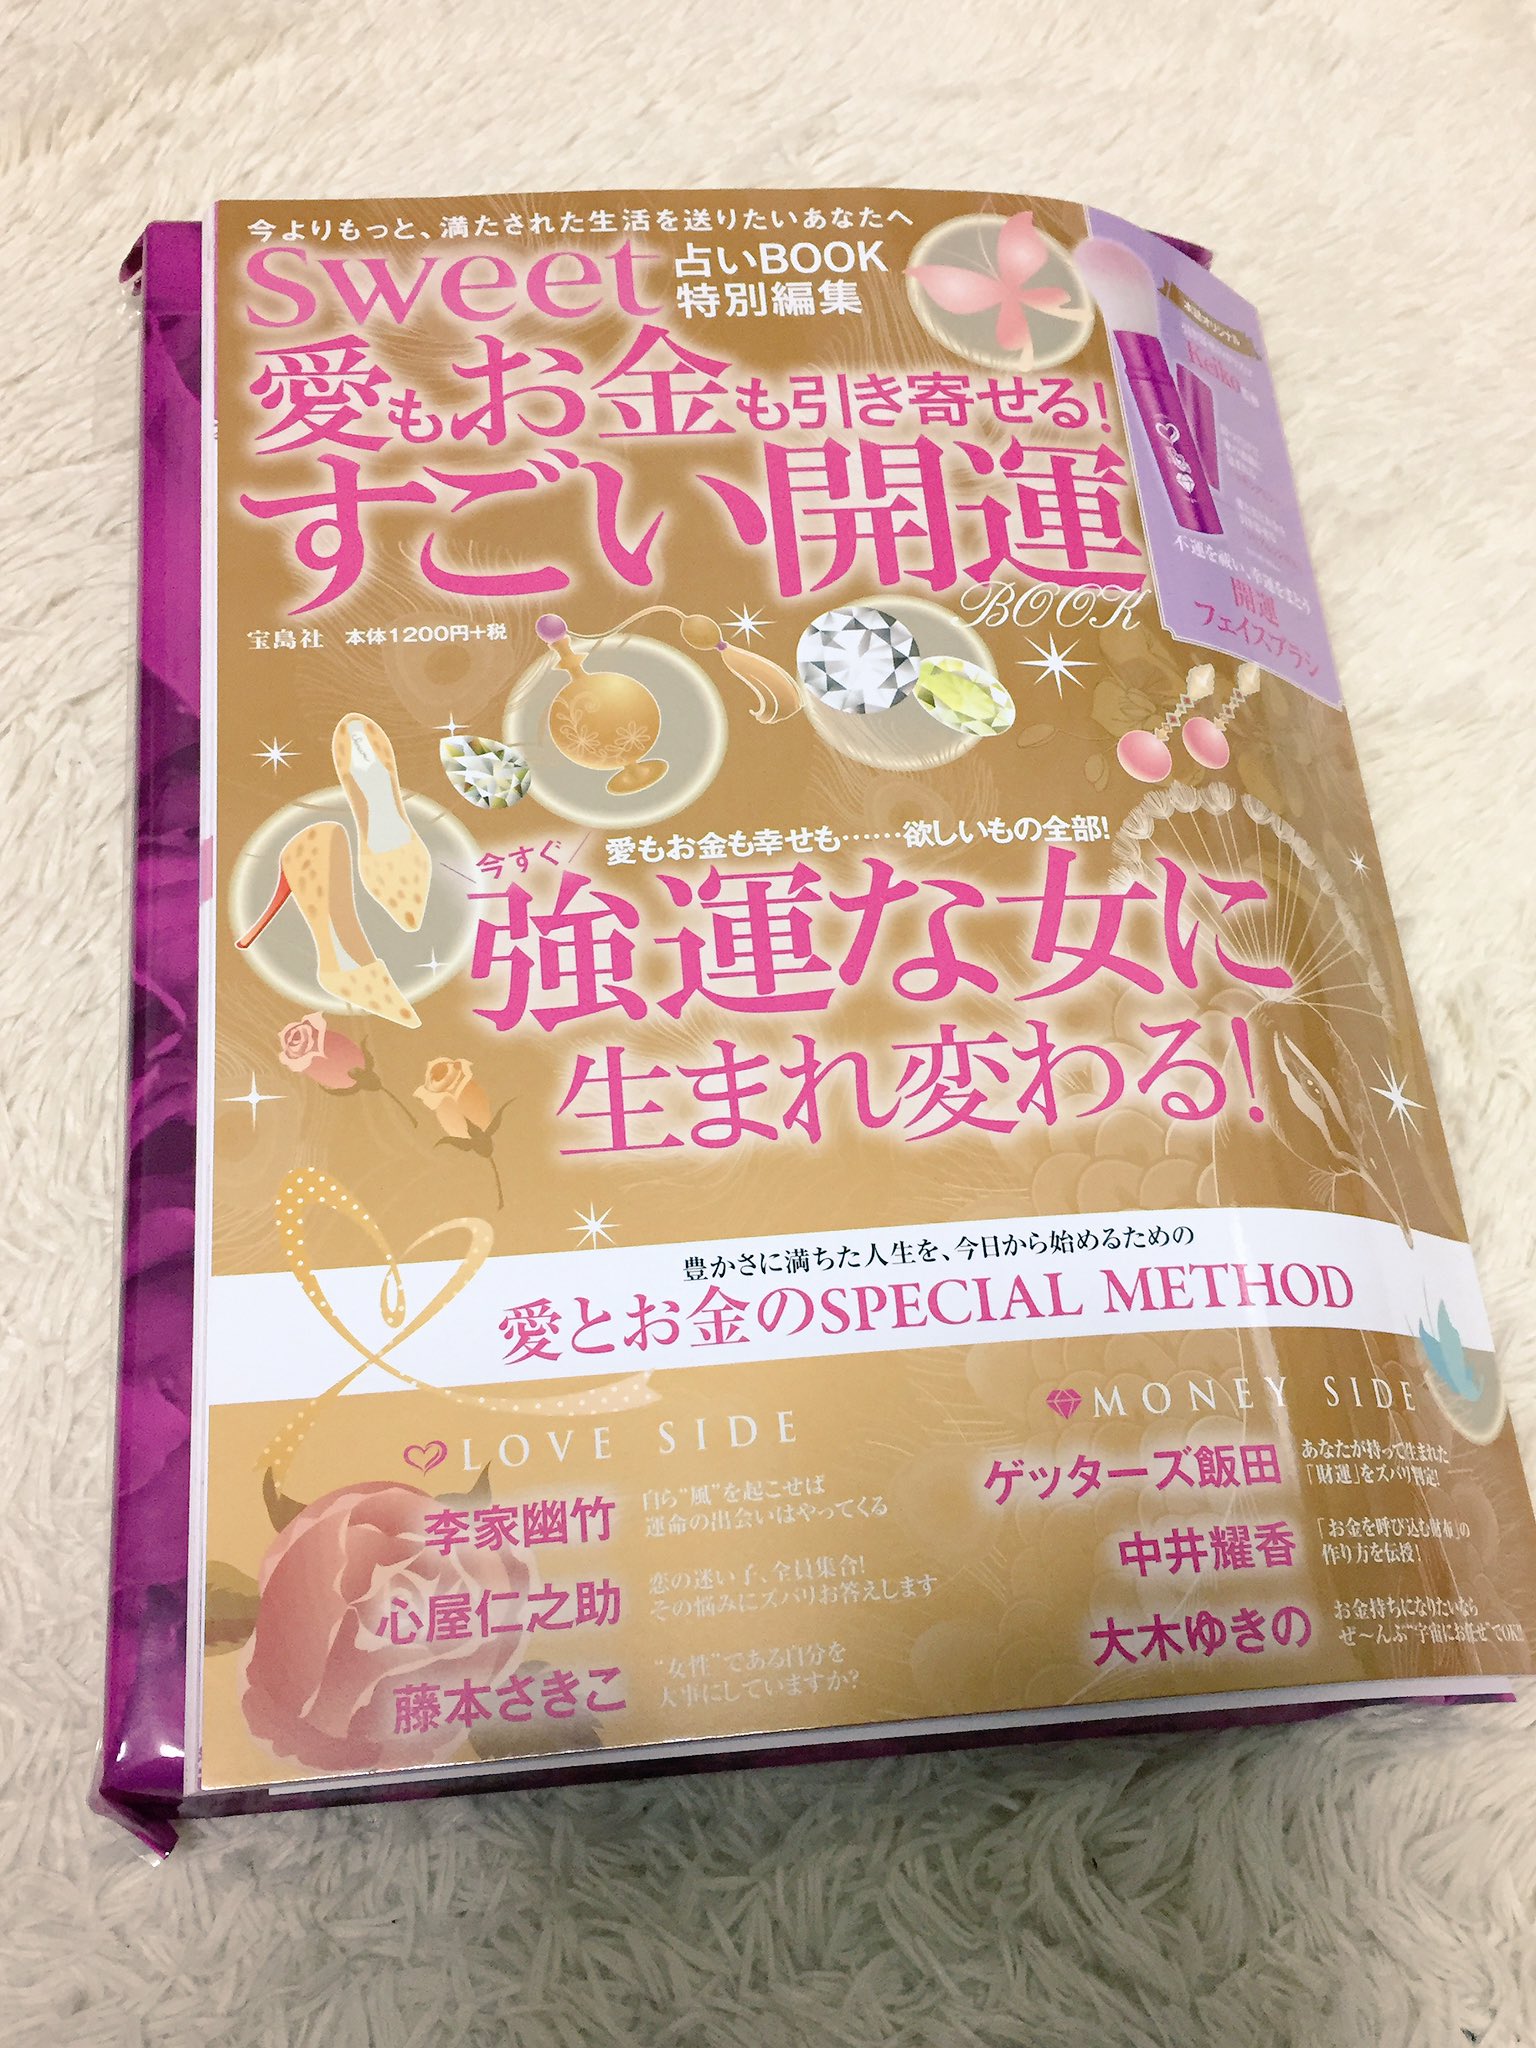 今よりもっと、満たされた生活を送りたいあなたへ
sweet 占いBOOK
特別編集
愛もお金も引き寄せる!
すごい開運
BOOK
宝島社 本体1200円+税
本誌オリジナル
Keiko
不運を祓い、幸運をまとう
開運
フェイスブラシ
愛もお金も幸せも……欲しいもの全部!
今すぐ
強運な女に
生まれ変わる!
豊かさに満ちた人生を、今日から始めるための
愛とお金のSPECIAL METHOD
LOVE SIDE
李家幽竹
自ら“風”を起こせば
運命の出会いはやってくる
心屋仁之助
恋の迷い子、全員集合!
その悩みにズバリお答えします
藤本さきこ
“女性”である自分を
大事にしていますか?
MONEY SIDE
ゲッターズ飯田
あなたが持って生まれた
「財運」をズバリ判定!
中井耀香
「お金を呼び込む財布」の
作り方を伝授!
大木ゆきの
お金持ちになりたいなら
ぜ〜んぶ“宇宙にお任せ”でOK!!